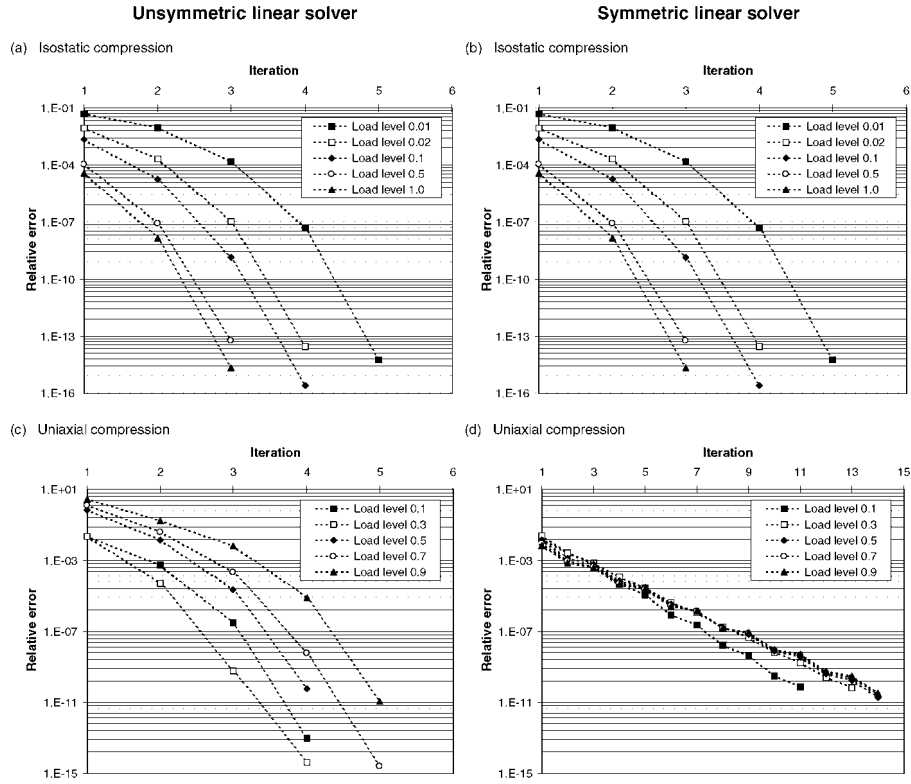 Unsymmetric linear solver
Symmetric linear solver
(a) Isostatic compression
Iteration
1 2 3 4 5 6
1.E-01
1.E-04
1.E-07
1.E-10
1.E-13
1.E-16
Relative error
Load level 0.01
Load level 0.02
Load level 0.1
Load level 0.5
Load level 1.0
(b) Isostatic compression
Iteration
1 2 3 4 5 6
1.E-01
1.E-04
1.E-07
1.E-10
1.E-13
1.E-16
Relative error
Load level 0.01
Load level 0.02
Load level 0.1
Load level 0.5
Load level 1.0
(c) Uniaxial compression
Iteration
1 2 3 4 5 6
1.E+01
1.E-03
1.E-07
1.E-11
1.E-15
Relative error
Load level 0.1
Load level 0.3
Load level 0.5
Load level 0.7
Load level 0.9
(d) Uniaxial compression
Iteration
1 3 5 7 9 11 13 15
1.E+01
1.E-03
1.E-07
1.E-11
1.E-15
Relative error
Load level 0.1
Load level 0.3
Load level 0.5
Load level 0.7
Load level 0.9